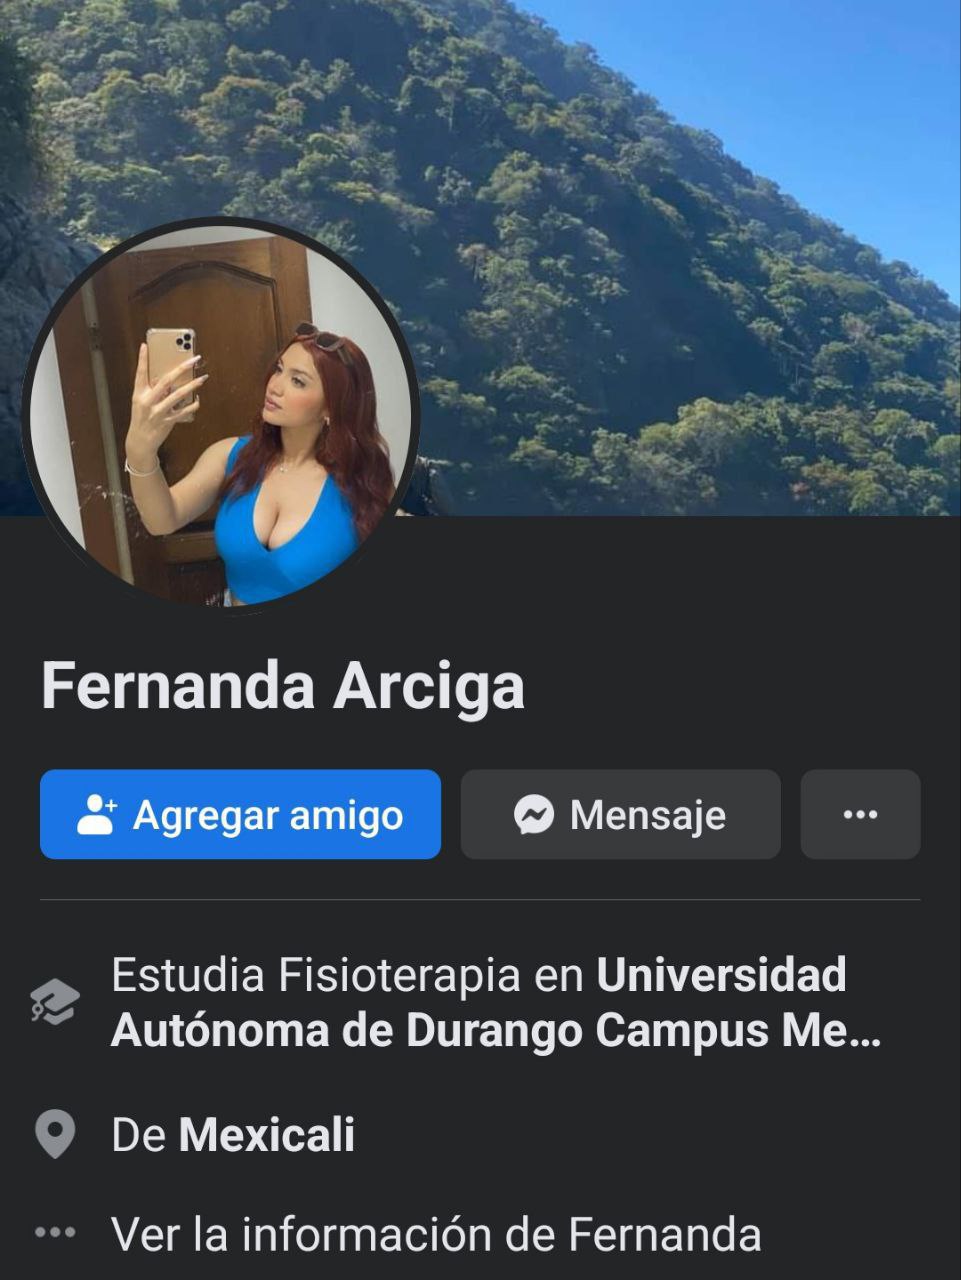 Fernanda Arciga
Agregar amigo
Mensaje
Estudia Fisioterapia en Universidad
Autónoma de Durango Campus Me...
De Mexicali
Ver la información de Fernanda